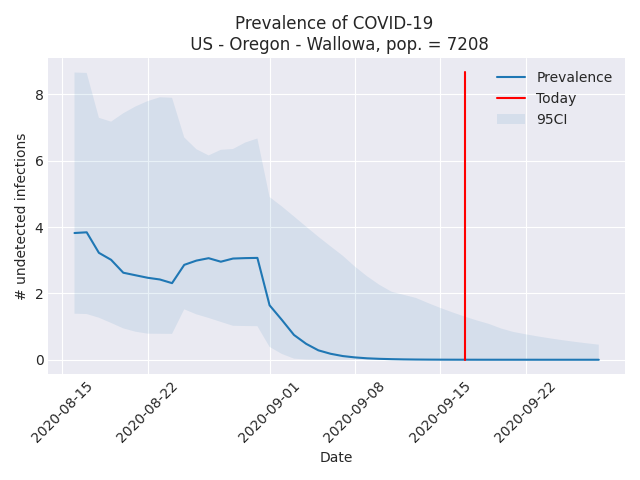 Prevalence of COVID-19
US - Oregon - Wallowa, pop. = 7208
Prevalence
Today
95CI
8
6
4
2
0
# undetected infections
2020-08-15
2020-08-22
2020-09-01
2020-09-08
2020-09-15
2020-09-22
Date